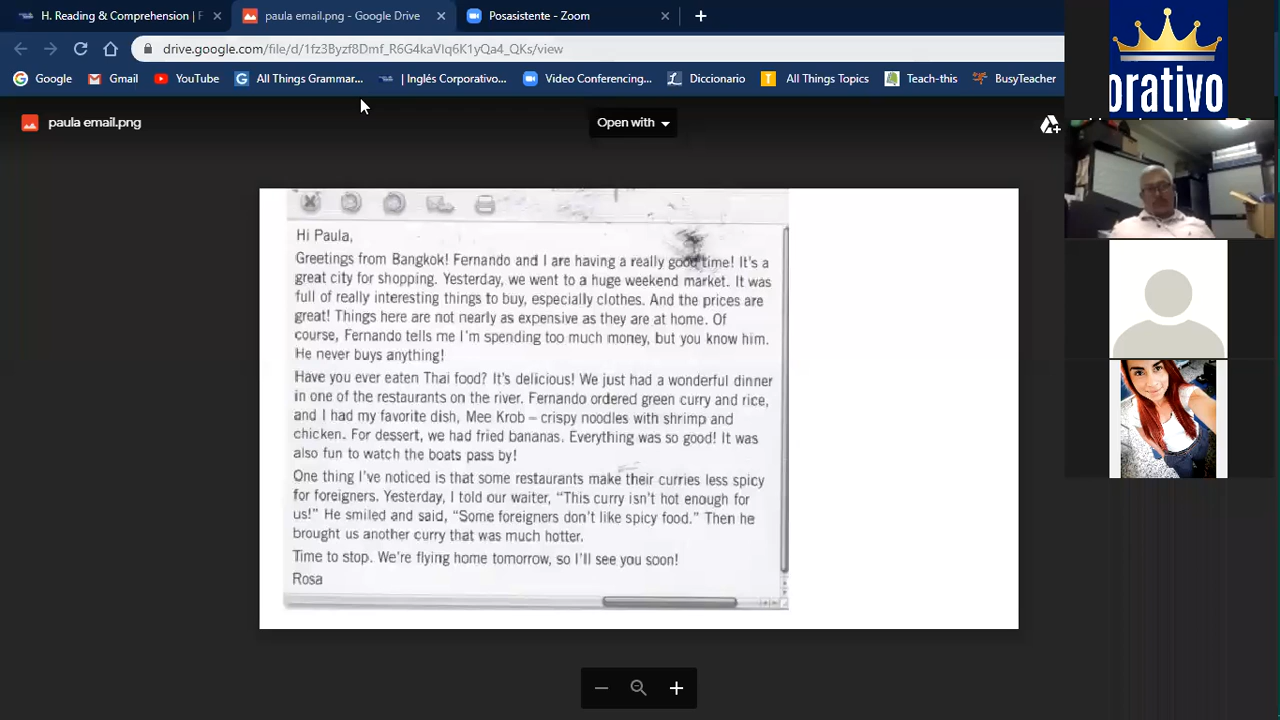 H. Reading & Comprehension | F
paula email.png - Google Drive
Posasistente - Zoom
drive.google.com/file/d/1fz3Byzf8Dmf_R6G4kaVIq6K1yQa4_QKs/view
Google Gmail YouTube All Things Grammar... | Inglés Corporativo... Video Conferencing... Diccionario All Things Topics Teach-this BusyTeacher
orativo
paula email.png
Open with
Hi Paula,
Greetings from Bangkok! Fernando and I are having a really good time! It's a
great city for shopping. Yesterday, we went to a huge weekend market. It was
full of really interesting things to buy, especially clothes. And the prices are
great! Things here are not nearly as expensive as they are at home. Of
course, Fernando tells me I'm spending too much money, but you know him.
He never buys anything!
Have you ever eaten Thai food? It's delicious! We just had a wonderful dinner
in one of the restaurants on the river. Fernando ordered green curry and rice,
and I had my favorite dish, Mee Krob – crispy noodles with shrimp and
chicken. For dessert, we had fried bananas. Everything was so good! It was
also fun to watch the boats pass by!
One thing I've noticed is that some restaurants make their curries less spicy
for foreigners. Yesterday, I told our waiter, "This curry isn't hot enough for
us!" He smiled and said, "Some foreigners don't like spicy food." Then he
brought us another curry that was much hotter.
Time to stop. We're flying home tomorrow, so I'll see you soon!
Rosa